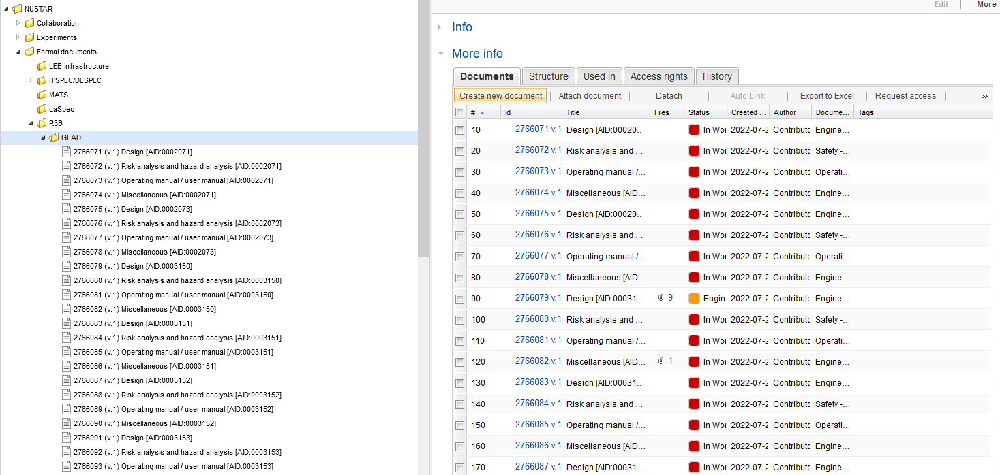 NUSTAR
Collaboration
Experiments
Formal documents
LEB infrastructure
HISPEC/DESPEC
MATS
LaSpec
R3B
GLAD
2766071 (v.1) Design [AID:0002071]
2766072 (v.1) Risk analysis and hazard analysis [AID:0002071]
2766073 (v.1) Operating manual / user manual [AID:0002071]
2766074 (v.1) Miscellaneous [AID:0002071]
2766075 (v.1) Design [AID:0002073]
2766076 (v.1) Risk analysis and hazard analysis [AID:0002073]
2766077 (v.1) Operating manual / user manual [AID:0002073]
2766078 (v.1) Miscellaneous [AID:0002073]
2766079 (v.1) Design [AID:0003150]
2766080 (v.1) Risk analysis and hazard analysis [AID:0003150]
2766081 (v.1) Operating manual / user manual [AID:0003150]
2766082 (v.1) Miscellaneous [AID:0003150]
2766083 (v.1) Design [AID:0003151]
2766084 (v.1) Risk analysis and hazard analysis [AID:0003151]
2766085 (v.1) Operating manual / user manual [AID:0003151]
2766086 (v.1) Miscellaneous [AID:0003151]
2766087 (v.1) Design [AID:0003152]
2766088 (v.1) Risk analysis and hazard analysis [AID:0003152]
2766089 (v.1) Operating manual / user manual [AID:0003152]
2766090 (v.1) Miscellaneous [AID:0003152]
2766091 (v.1) Design [AID:0003153]
2766092 (v.1) Risk analysis and hazard analysis [AID:0003153]
2766093 (v.1) Operating manual / user manual [AID:0003153]
Edit More
Info
More info
Documents Structure Used in Access rights History
Create new document Attach document Detach Auto Link Export to Excel Request access »
# Id Title Files Status Created ... Author Docume... Tags
10 2766071 v.1 Design [AID:00020... In Wor 2022-07-2 Contributo Engine...
20 2766072 v.1 Risk analysis and ... In Wor 2022-07-2 Contributo Safety -...
30 2766073 v.1 Operating manual /... In Wor 2022-07-2 Contributo Operati...
40 2766074 v.1 Miscellaneous [AID... In Wor 2022-07-2 Contributo Engine...
50 2766075 v.1 Design [AID:00020... In Wor 2022-07-2 Contributo Engine...
60 2766076 v.1 Risk analysis and ... In Wor 2022-07-2 Contributo Safety -...
70 2766077 v.1 Operating manual /... In Wor 2022-07-2 Contributo Operati...
80 2766078 v.1 Miscellaneous [AID... In Wor 2022-07-2 Contributo Engine...
90 2766079 v.1 Design [AID:00031... 9 Engin 2022-07-2 Contributo Engine...
100 2766080 v.1 Risk analysis and ... In Wor 2022-07-2 Contributo Safety -...
110 2766081 v.1 Operating manual /... In Wor 2022-07-2 Contributo Operati...
120 2766082 v.1 Miscellaneous [AID... 1 In Wor 2022-07-2 Contributo Engine...
130 2766083 v.1 Design [AID:00031... In Wor 2022-07-2 Contributo Engine...
140 2766084 v.1 Risk analysis and ... In Wor 2022-07-2 Contributo Safety -...
150 2766085 v.1 Operating manual /... In Wor 2022-07-2 Contributo Operati...
160 2766086 v.1 Miscellaneous [AID... In Wor 2022-07-2 Contributo Engine...
170 2766087 v.1 Design [AID:00031... In Wor 2022-07-2 Contributo Engine...